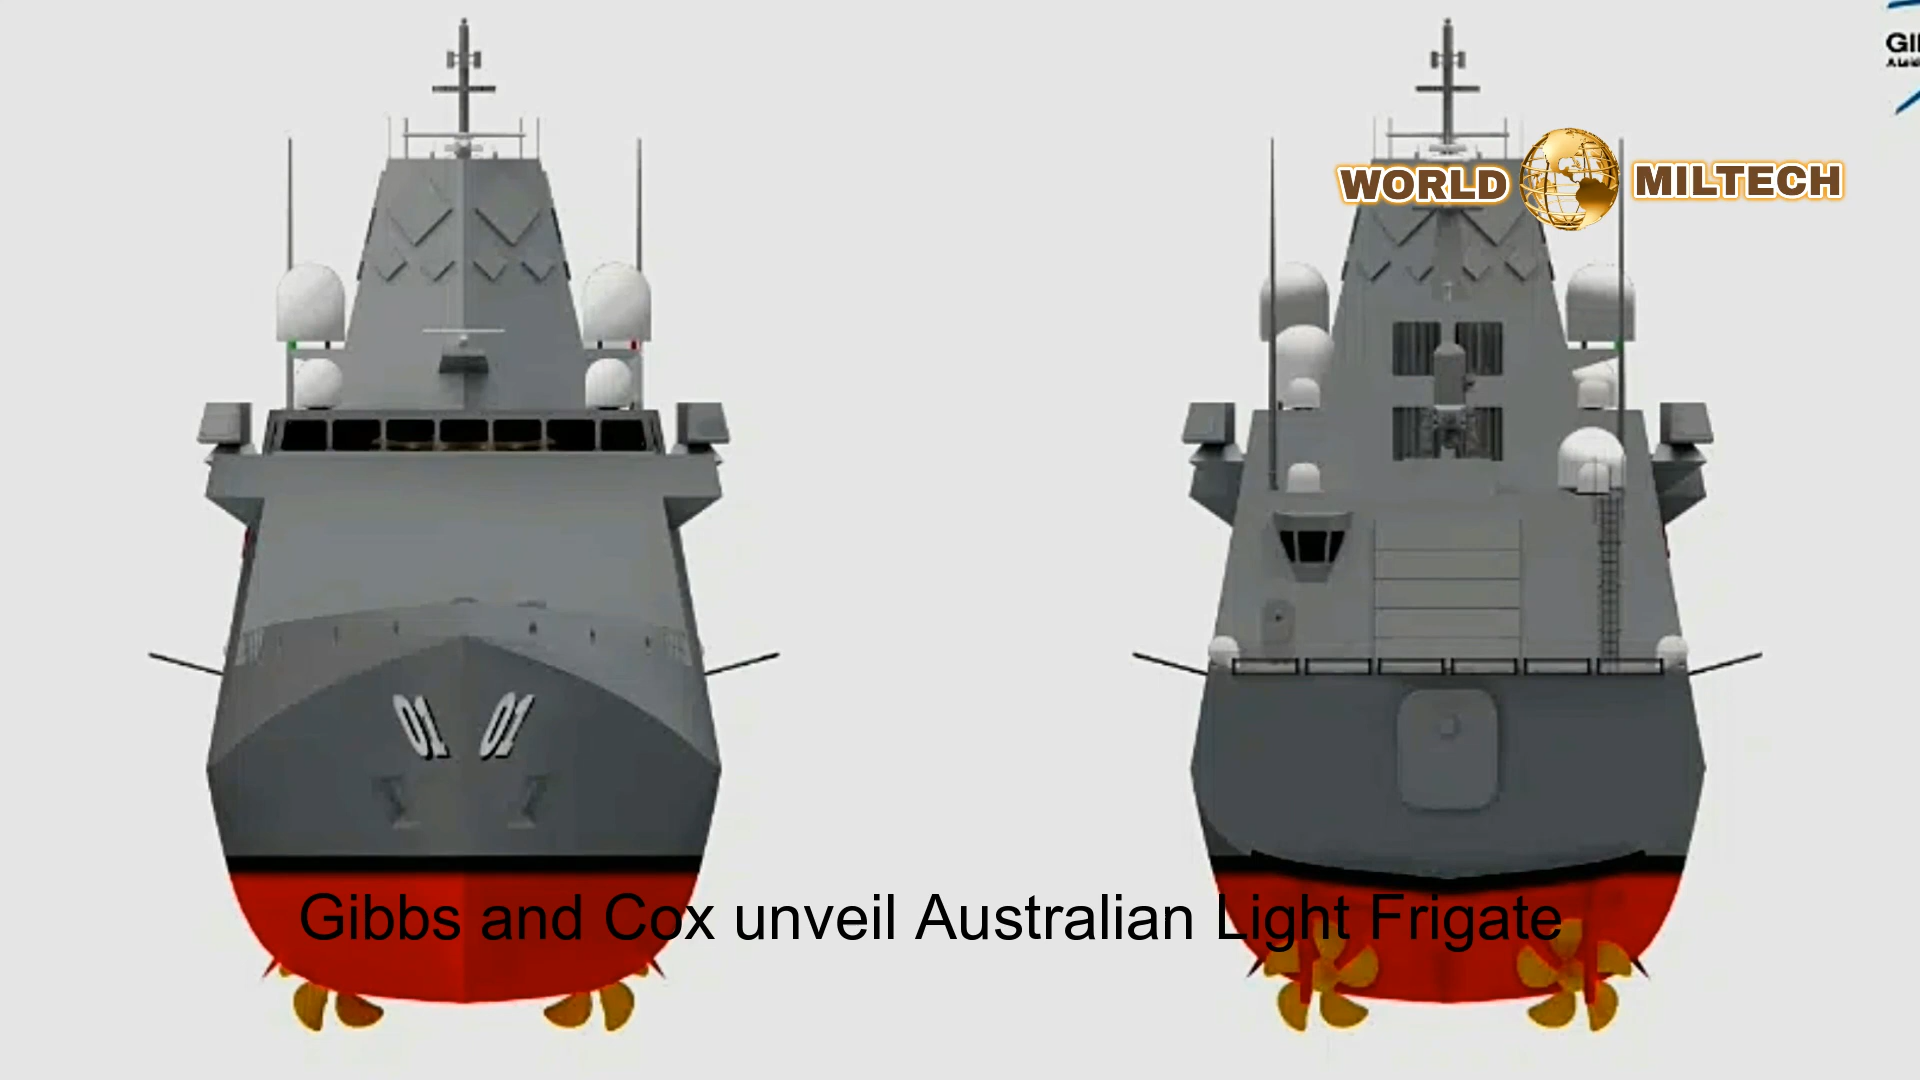 WORLD MILTECH
01 01
Gibbs and Cox unveil Australian Light Frigate